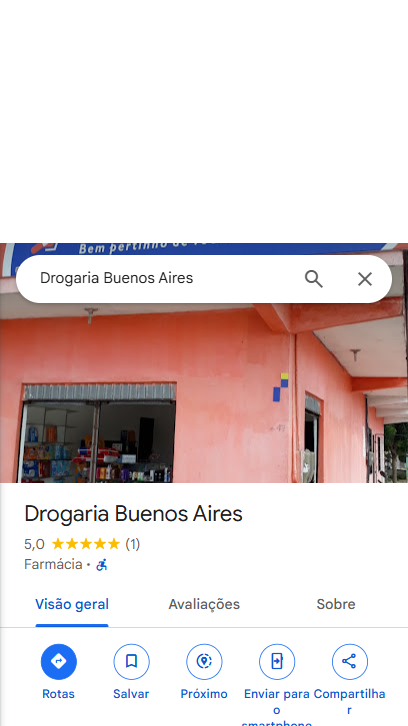 Bem pertinho de
Drogaria Buenos Aires
Drogaria Buenos Aires
5,0 (1)
Farmácia ·
Visão geral Avaliações Sobre
Rotas Salvar Próximo Enviar para o smartphone Compartilhar